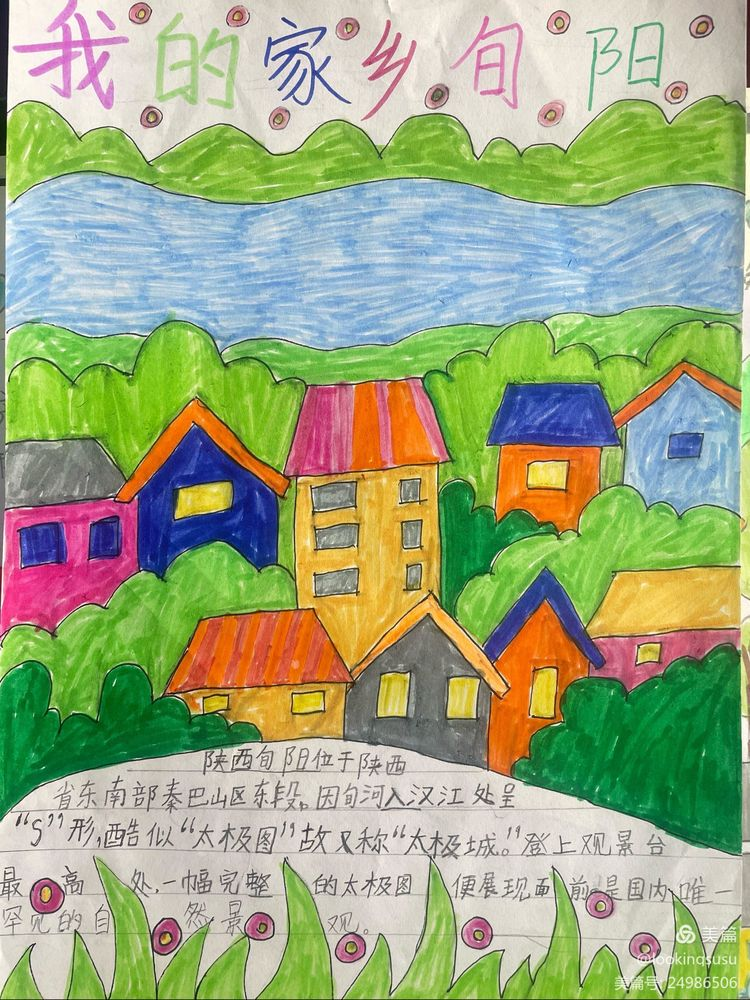 我的家乡旬阳
陕西旬阳位于陕西
省东南部秦巴山区东段,因旬河入汉江处呈
“S”形,酷似“太极图”故又称“太极城。”登上观景台
最高处,一幅完整的太极图便展现面前是国内唯一
罕见的自然景观。
美篇
@lookingsusu
美篇号:24986506